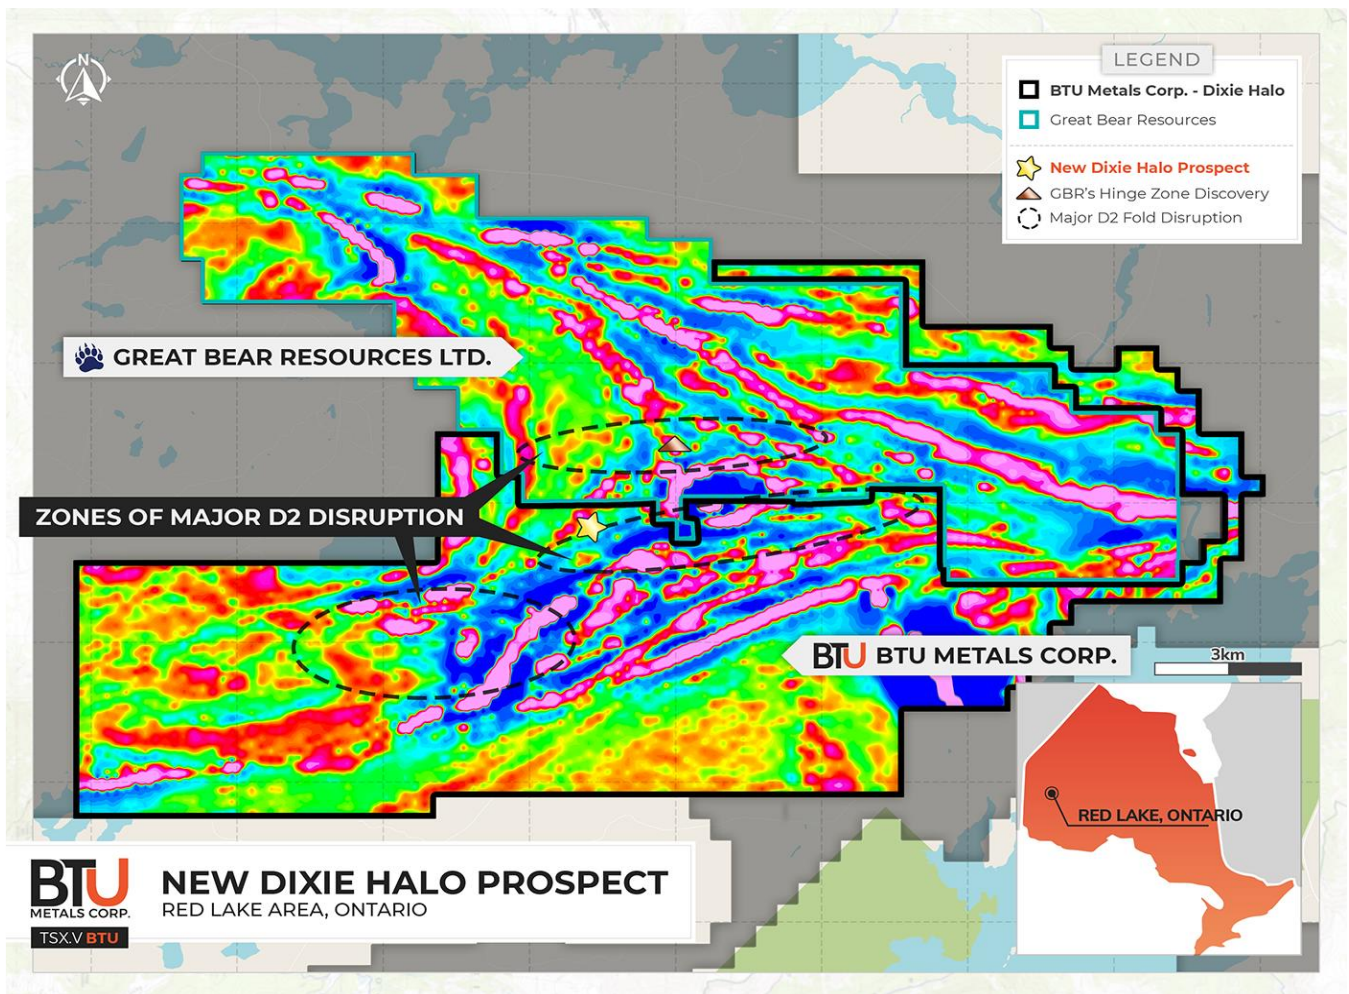 N
LEGEND
BTU Metals Corp. - Dixie Halo
Great Bear Resources
New Dixie Halo Prospect
GBR's Hinge Zone Discovery
Major D2 Fold Disruption
GREAT BEAR RESOURCES LTD.
ZONES OF MAJOR D2 DISRUPTION
BTU BTU METALS CORP.
3km
RED LAKE, ONTARIO
BTU
METALS CORP.
TSX.V BTU
NEW DIXIE HALO PROSPECT
RED LAKE AREA, ONTARIO